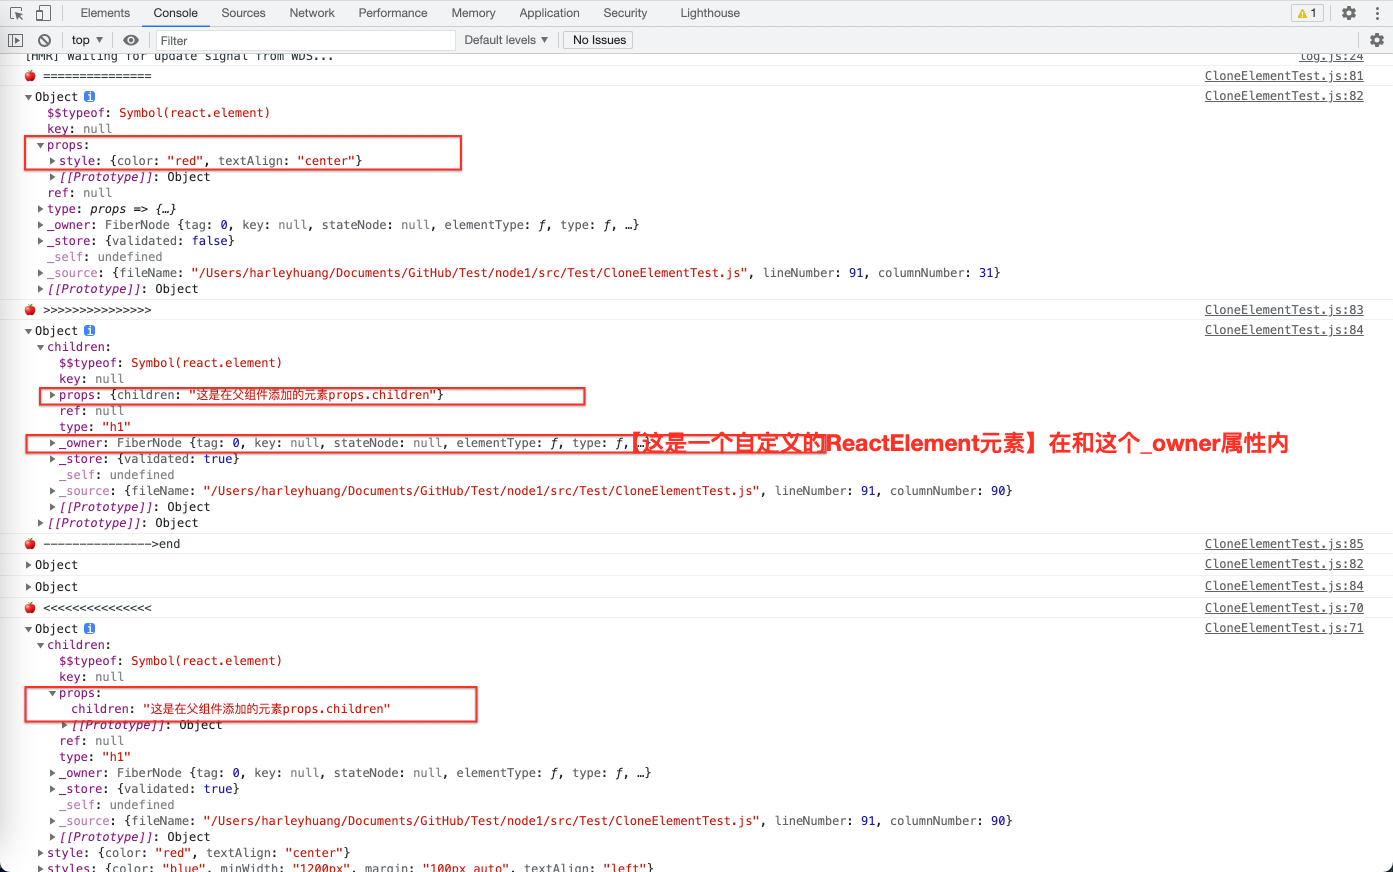 Elements Console Sources Network Performance Memory Application Security Lighthouse 1
top Filter Default levels No Issues
[HMR] Waiting for update signal from WDS... log.js:24
=============== CloneElementTest.js:81
Object i CloneElementTest.js:82
$$typeof: Symbol(react.element)
key: null
props:
style: {color: "red", textAlign: "center"}
[[Prototype]]: Object
ref: null
type: props => {…}
_owner: FiberNode {tag: 0, key: null, stateNode: null, elementType: ƒ, type: ƒ, …}
_store: {validated: false}
_self: undefined
_source: {fileName: "/Users/harleyhuang/Documents/GitHub/Test/node1/src/Test/CloneElementTest.js", lineNumber: 91, columnNumber: 31}
[[Prototype]]: Object
>>>>>>>>>>>>>>> CloneElementTest.js:83
Object i CloneElementTest.js:84
children:
$$typeof: Symbol(react.element)
key: null
props: {children: "这是在父组件添加的元素props.children"}
ref: null
type: "h1"
_owner: FiberNode {tag: 0, key: null, stateNode: null, elementType: ƒ, type: ƒ, …}
【这是一个自定义的ReactElement元素】在和这个_owner属性内
_store: {validated: true}
_self: undefined
_source: {fileName: "/Users/harleyhuang/Documents/GitHub/Test/node1/src/Test/CloneElementTest.js", lineNumber: 91, columnNumber: 90}
[[Prototype]]: Object
[[Prototype]]: Object
--------------->end CloneElementTest.js:85
Object CloneElementTest.js:82
Object CloneElementTest.js:84
<<<<<<<<<<<<<<< CloneElementTest.js:70
Object i CloneElementTest.js:71
children:
$$typeof: Symbol(react.element)
key: null
props:
children: "这是在父组件添加的元素props.children"
[[Prototype]]: Object
ref: null
type: "h1"
_owner: FiberNode {tag: 0, key: null, stateNode: null, elementType: ƒ, type: ƒ, …}
_store: {validated: true}
_self: undefined
_source: {fileName: "/Users/harleyhuang/Documents/GitHub/Test/node1/src/Test/CloneElementTest.js", lineNumber: 91, columnNumber: 90}
[[Prototype]]: Object
style: {color: "red", textAlign: "center"}
styles: {color: "blue", minWidth: "1200px", margin: "100px auto", textAlign: "left"}